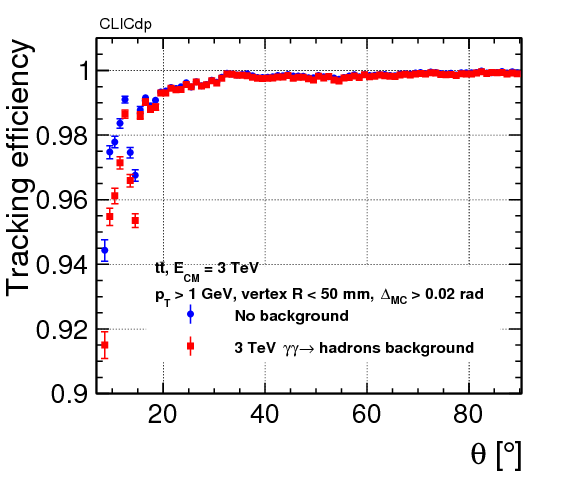 CLICdp
Tracking efficiency
1
0.98
0.96
0.94
0.92
0.9
tt̄, E_CM = 3 TeV
p_T > 1 GeV, vertex R < 50 mm, Δ_MC > 0.02 rad
No background
3 TeV γγ→ hadrons background
20 40 60 80
θ [°]